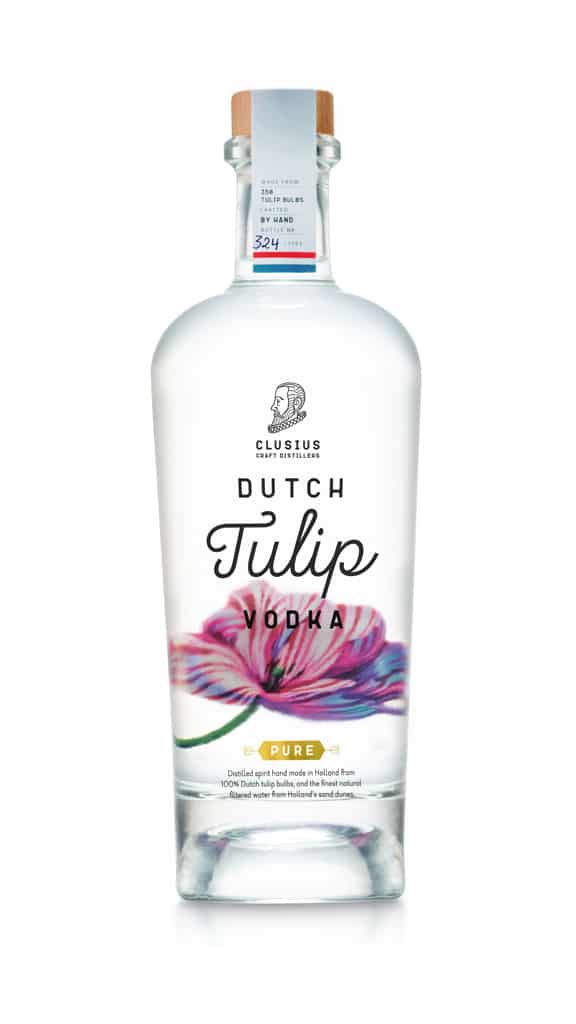 MADE FROM
350
TULIP BULBS
CRAFTED
BY HAND
BOTTLE NR
324
CLUSIUS
CRAFT DISTILLERS
DUTCH
Tulip
VODKA
PURE
Distilled spirit hand made in Holland from
100% Dutch tulip bulbs, and the finest natural
filtered water from Holland's sand dunes.